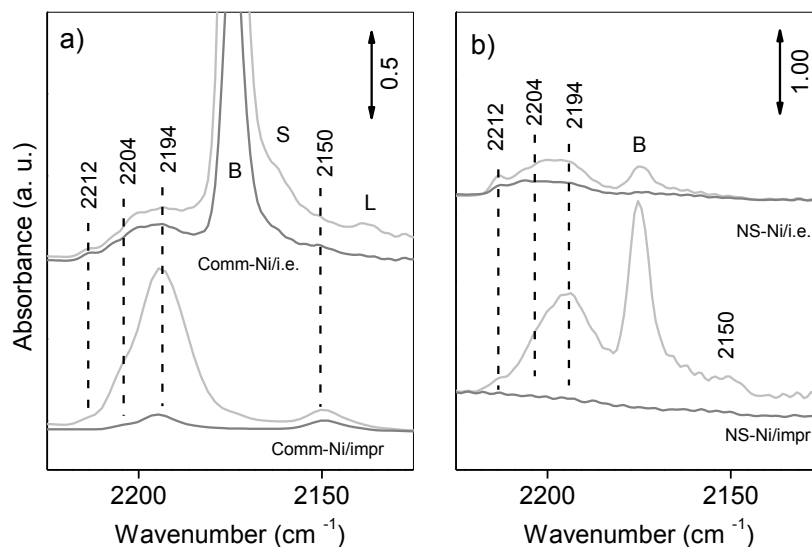 a)
0.5
2212
2204
2194
2150
S
B
L
Comm-Ni/i.e.
Comm-Ni/impr
Absorbance (a. u.)
2200
2150
Wavenumber (cm -1)
b)
1.00
2212
2204
2194
B
NS-Ni/i.e.
2150
NS-Ni/impr
2200
2150
Wavenumber (cm -1)